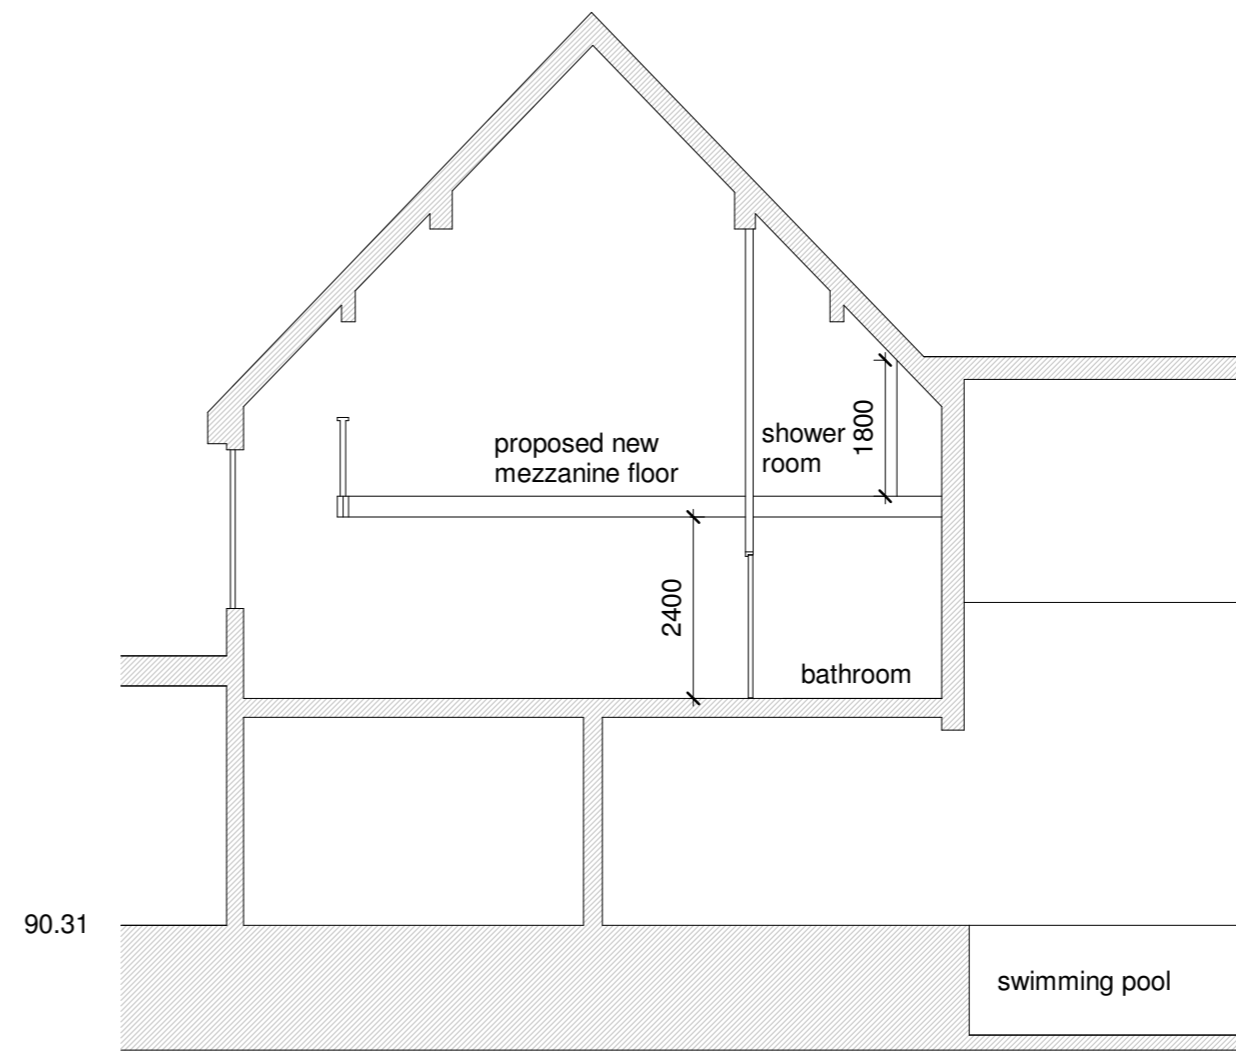 proposed new
mezzanine floor
shower
room
1800
2400
bathroom
90.31
swimming pool